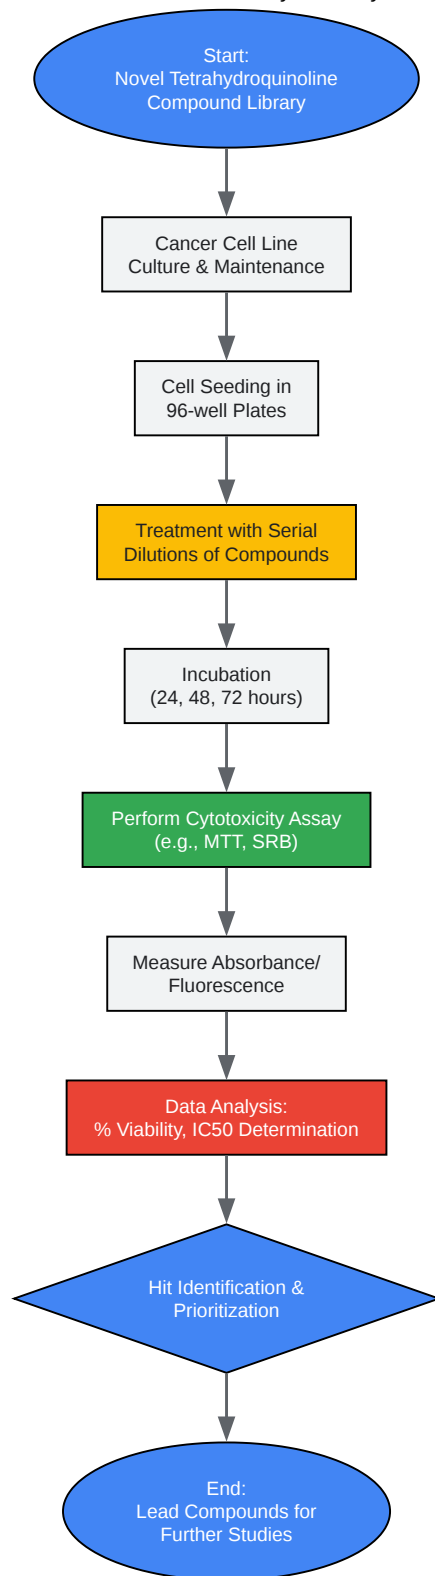 Start:
Novel Tetrahydroquinoline
Compound Library
Cancer Cell Line
Culture & Maintenance
Cell Seeding in
96-well Plates
Treatment with Serial
Dilutions of Compounds
Incubation
(24, 48, 72 hours)
Perform Cytotoxicity Assay
(e.g., MTT, SRB)
Measure Absorbance/
Fluorescence
Data Analysis:
% Viability, IC50 Determination
Hit Identification &
Prioritization
End:
Lead Compounds for
Further Studies